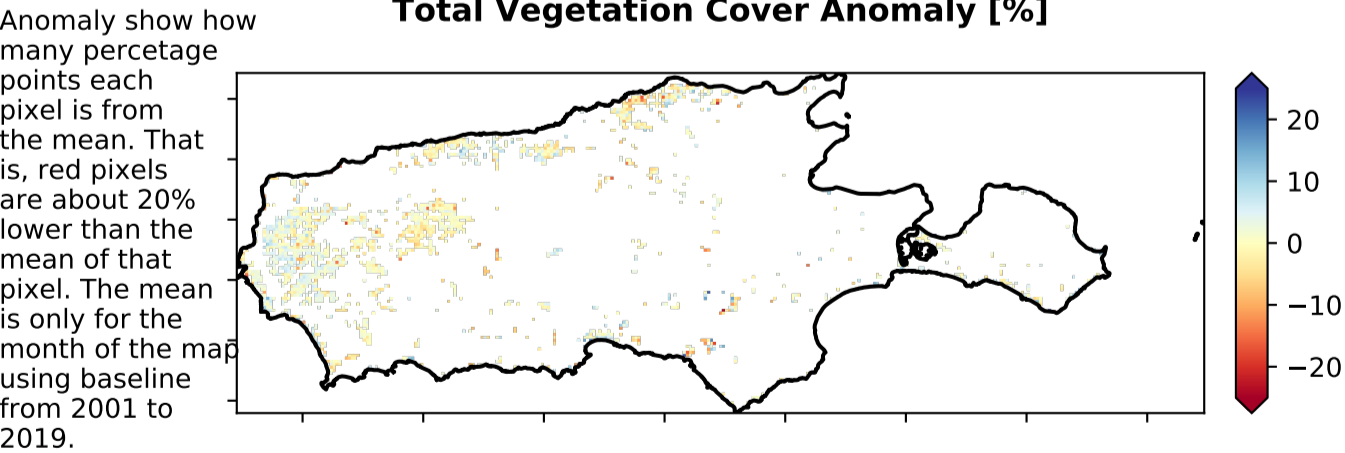 Total Vegetation Cover Anomaly [%]
Anomaly show how
many percetage
points each
pixel is from
the mean. That
is, red pixels
are about 20%
lower than the
mean of that
pixel. The mean
is only for the
month of the map
using baseline
from 2001 to
2019.
20
10
0
−10
−20